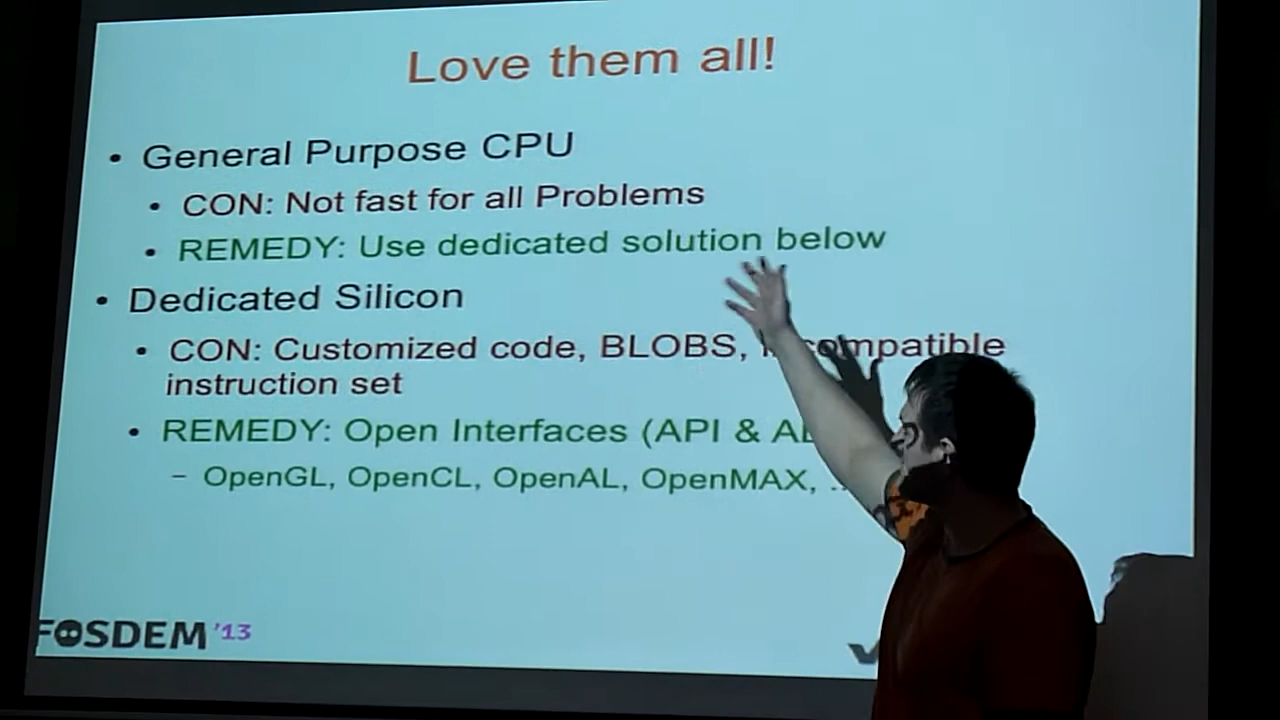 Love them all!
• General Purpose CPU
• CON: Not fast for all Problems
• REMEDY: Use dedicated solution below
• Dedicated Silicon
• CON: Customized code, BLOBS, Incompatible
instruction set
• REMEDY: Open Interfaces (API &
– OpenGL, OpenCL, OpenAL, OpenMAX, ...
FOSDEM '13